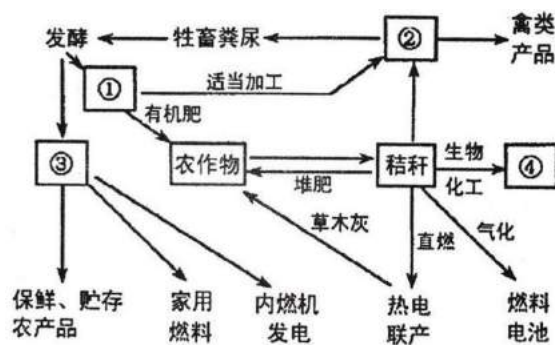 发酵
牲畜粪尿
②
禽类
产品
①
适当加工
有机肥
③
农作物
堆肥
秸秆
生物
化工
④
草木灰
直燃
气化
保鲜、贮存
农产品
家用
燃料
内燃机
发电
热电
联产
燃料
电池